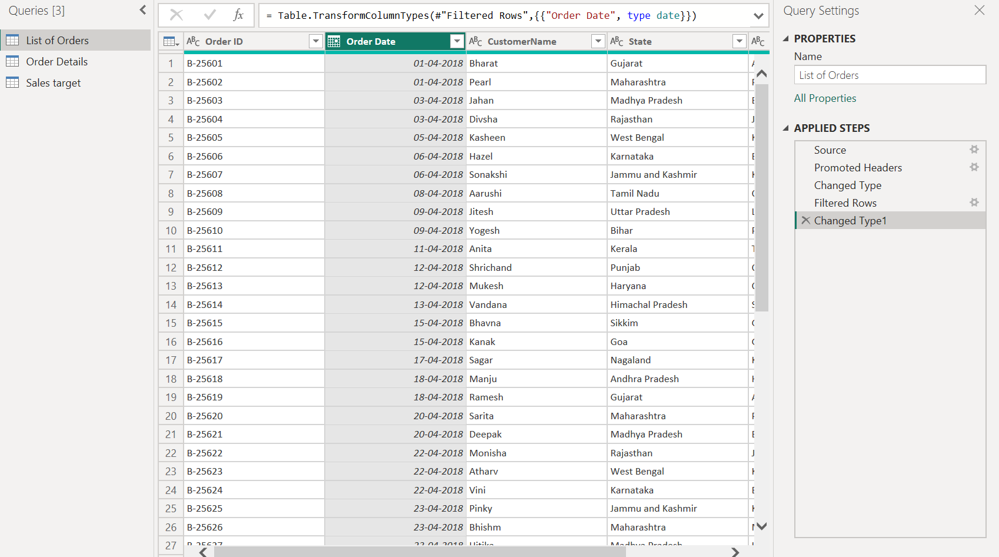 Queries [3]
List of Orders
Order Details
Sales target
fx = Table.TransformColumnTypes(#"Filtered Rows",{{"Order Date", type date}})
ABC Order ID Order Date ABC CustomerName ABC State ABC
1 B-25601 01-04-2018 Bharat Gujarat
2 B-25602 01-04-2018 Pearl Maharashtra
3 B-25603 03-04-2018 Jahan Madhya Pradesh
4 B-25604 03-04-2018 Divsha Rajasthan
5 B-25605 05-04-2018 Kasheen West Bengal
6 B-25606 06-04-2018 Hazel Karnataka
7 B-25607 06-04-2018 Sonakshi Jammu and Kashmir
8 B-25608 08-04-2018 Aarushi Tamil Nadu
9 B-25609 09-04-2018 Jitesh Uttar Pradesh
10 B-25610 09-04-2018 Yogesh Bihar
11 B-25611 11-04-2018 Anita Kerala
12 B-25612 12-04-2018 Shrichand Punjab
13 B-25613 12-04-2018 Mukesh Haryana
14 B-25614 13-04-2018 Vandana Himachal Pradesh
15 B-25615 15-04-2018 Bhavna Sikkim
16 B-25616 15-04-2018 Kanak Goa
17 B-25617 17-04-2018 Sagar Nagaland
18 B-25618 18-04-2018 Manju Andhra Pradesh
19 B-25619 18-04-2018 Ramesh Gujarat
20 B-25620 20-04-2018 Sarita Maharashtra
21 B-25621 20-04-2018 Deepak Madhya Pradesh
22 B-25622 22-04-2018 Monisha Rajasthan
23 B-25623 22-04-2018 Atharv West Bengal
24 B-25624 22-04-2018 Vini Karnataka
25 B-25625 23-04-2018 Pinky Jammu and Kashmir
26 B-25626 23-04-2018 Bhishm Maharashtra
27
Query Settings
PROPERTIES
Name
List of Orders
All Properties
APPLIED STEPS
Source
Promoted Headers
Changed Type
Filtered Rows
Changed Type1